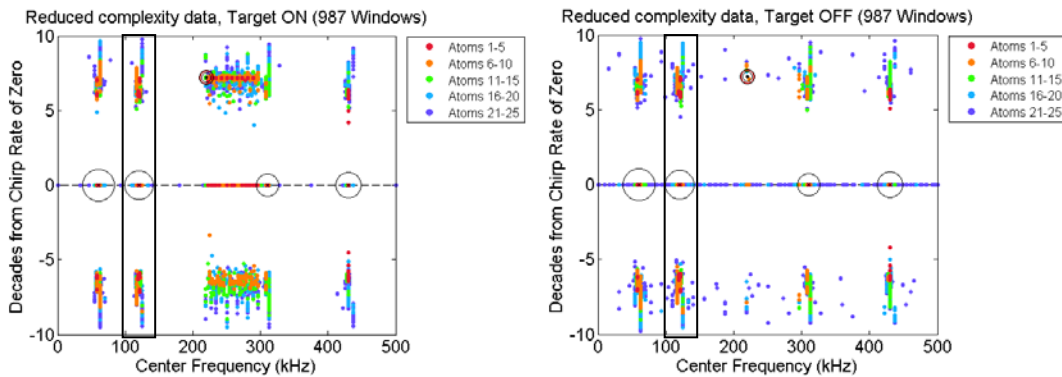 Reduced complexity data, Target ON (987 Windows)
10
5
0
-5
-10
Decades from Chirp Rate of Zero
0
100
200
300
400
500
Center Frequency (kHz)
Atoms 1-5
Atoms 6-10
Atoms 11-15
Atoms 16-20
Atoms 21-25
Reduced complexity data, Target OFF (987 Windows)
10
5
0
-5
-10
Decades from Chirp Rate of Zero
0
100
200
300
400
500
Center Frequency (kHz)
Atoms 1-5
Atoms 6-10
Atoms 11-15
Atoms 16-20
Atoms 21-25